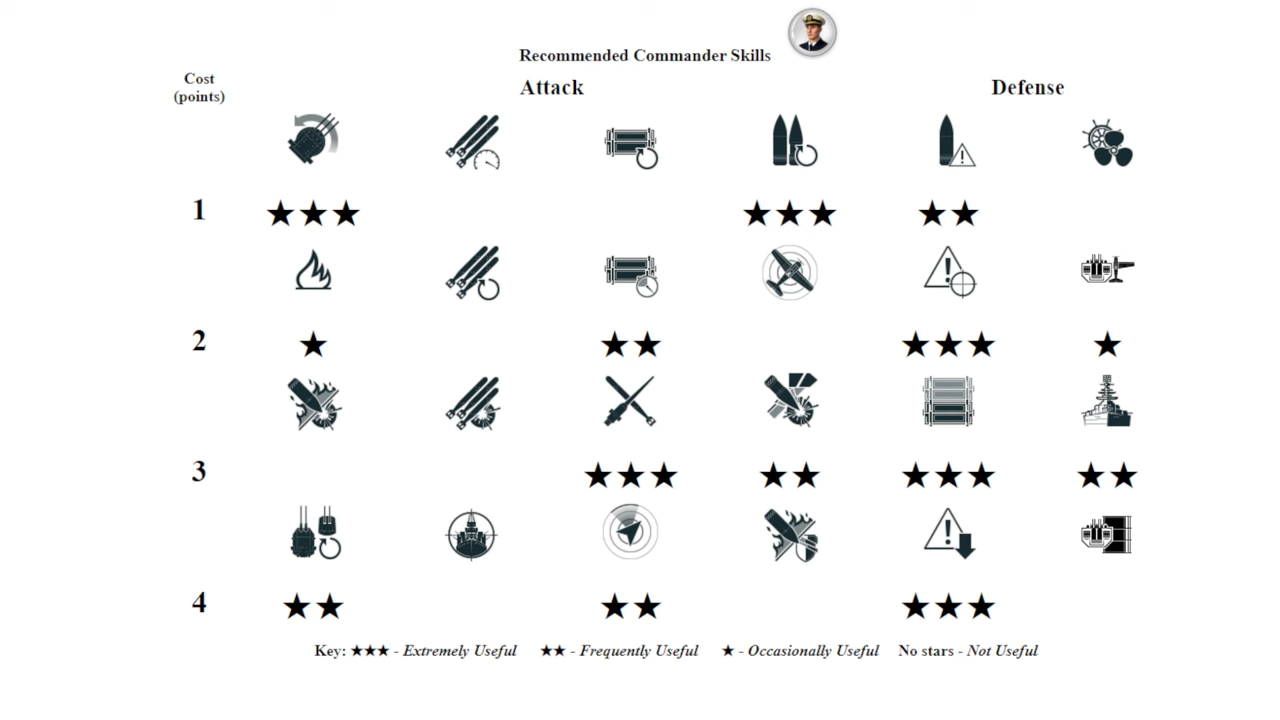 Recommended Commander Skills
Cost
(points)
Attack
Defense
1
★★★ ★★★ ★★
2
★ ★★ ★★★ ★
3
★★★ ★★ ★★★ ★★
4
★★ ★★ ★★★
Key: ★★★ - Extremely Useful ★★ - Frequently Useful ★ - Occasionally Useful No stars - Not Useful